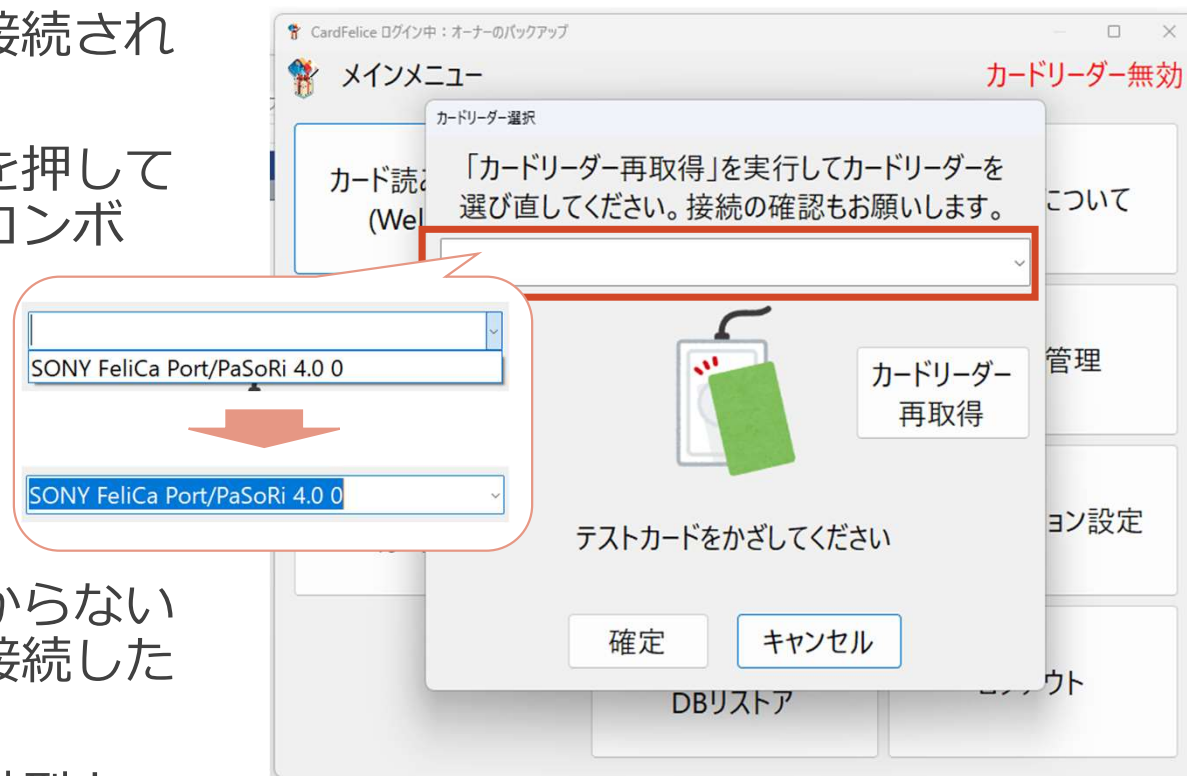 接続され
を押して
コンボ
からない
接続した
CardFelice ログイン中：オーナーのバックアップ
メインメニュー
カードリーダー無効
カード読み
(Wel
について
管理
ョン設定
DBリストア
ウト
カードリーダー選択
「カードリーダー再取得」を実行してカードリーダーを
選び直してください。接続の確認もお願いします。
カードリーダー
再取得
テストカードをかざしてください
確定
キャンセル
SONY FeliCa Port/PaSoRi 4.0 0
SONY FeliCa Port/PaSoRi 4.0 0